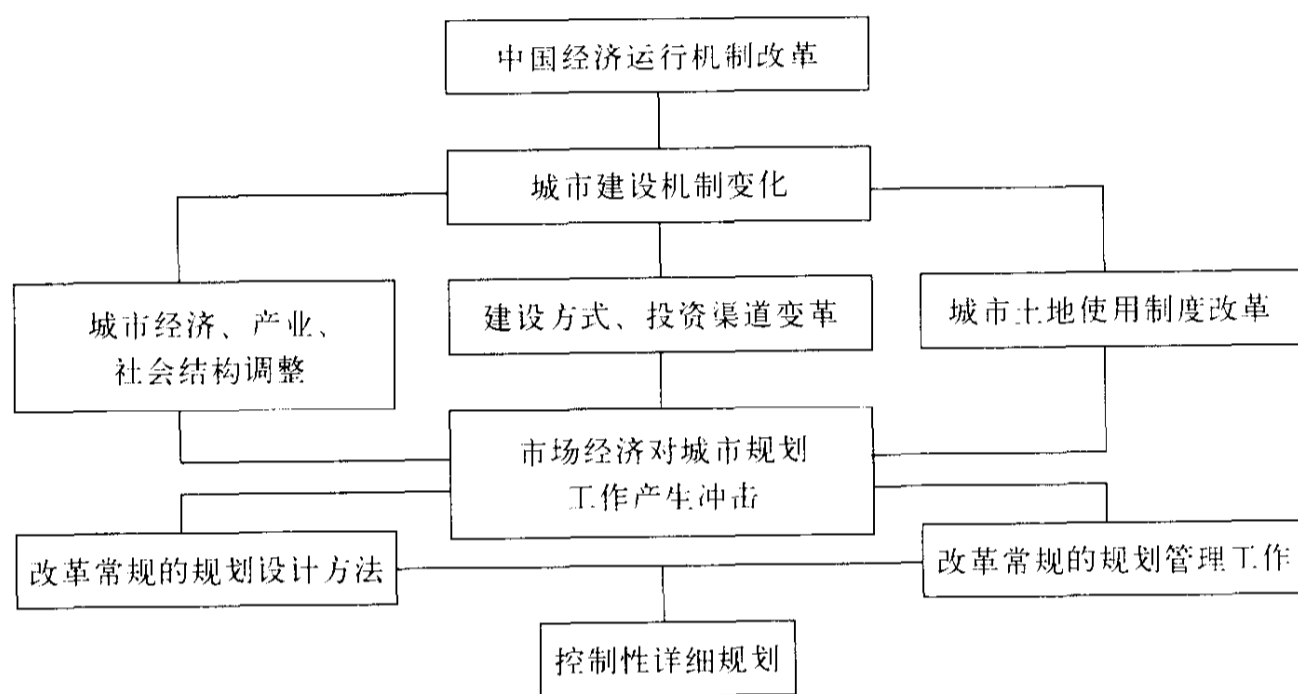 中国经济运行机制改革
城市建设机制变化
城市经济、产业、
社会结构调整
建设方式、投资渠道变革
城市土地使用制度改革
市场经济对城市规划
工作产生冲击
改革常规的规划设计方法
改革常规的规划管理工作
控制性详细规划